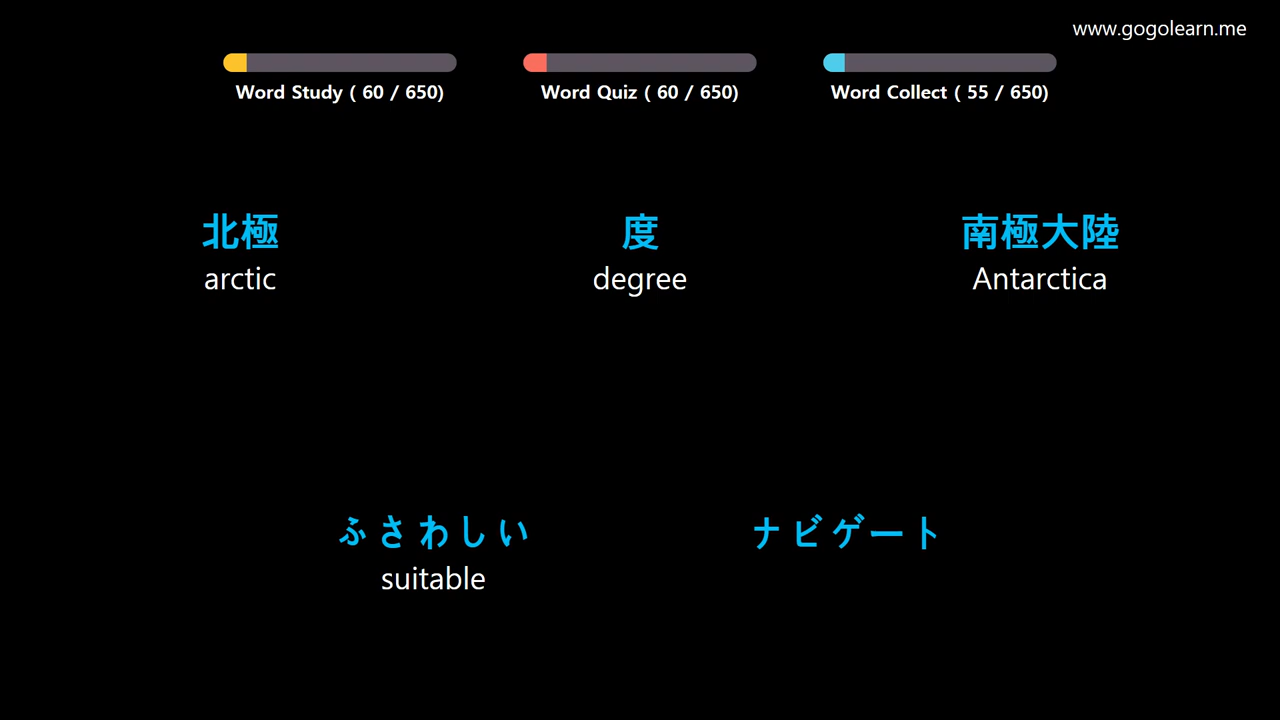 www.gogolearn.me
Word Study ( 60 / 650)
Word Quiz ( 60 / 650)
Word Collect ( 55 / 650)
北極
arctic
度
degree
南極大陸
Antarctica
ふさわしい
suitable
ナビゲート